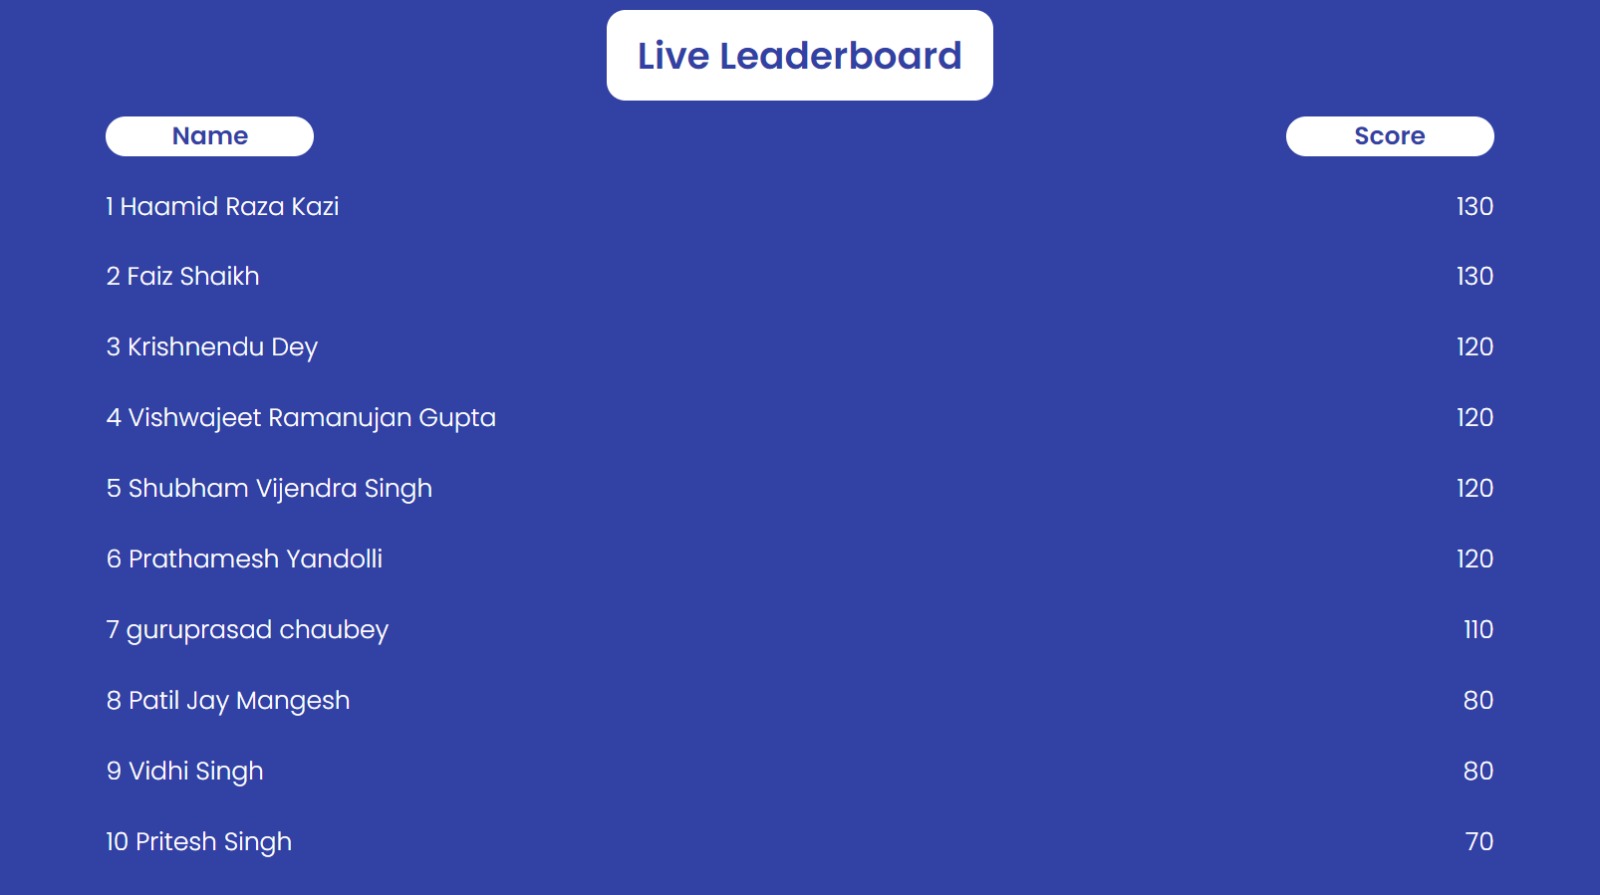 Live Leaderboard
Name Score
1 Haamid Raza Kazi 130
2 Faiz Shaikh 130
3 Krishnendu Dey 120
4 Vishwajeet Ramanujan Gupta 120
5 Shubham Vijendra Singh 120
6 Prathamesh Yandolli 120
7 guruprasad chaubey 110
8 Patil Jay Mangesh 80
9 Vidhi Singh 80
10 Pritesh Singh 70